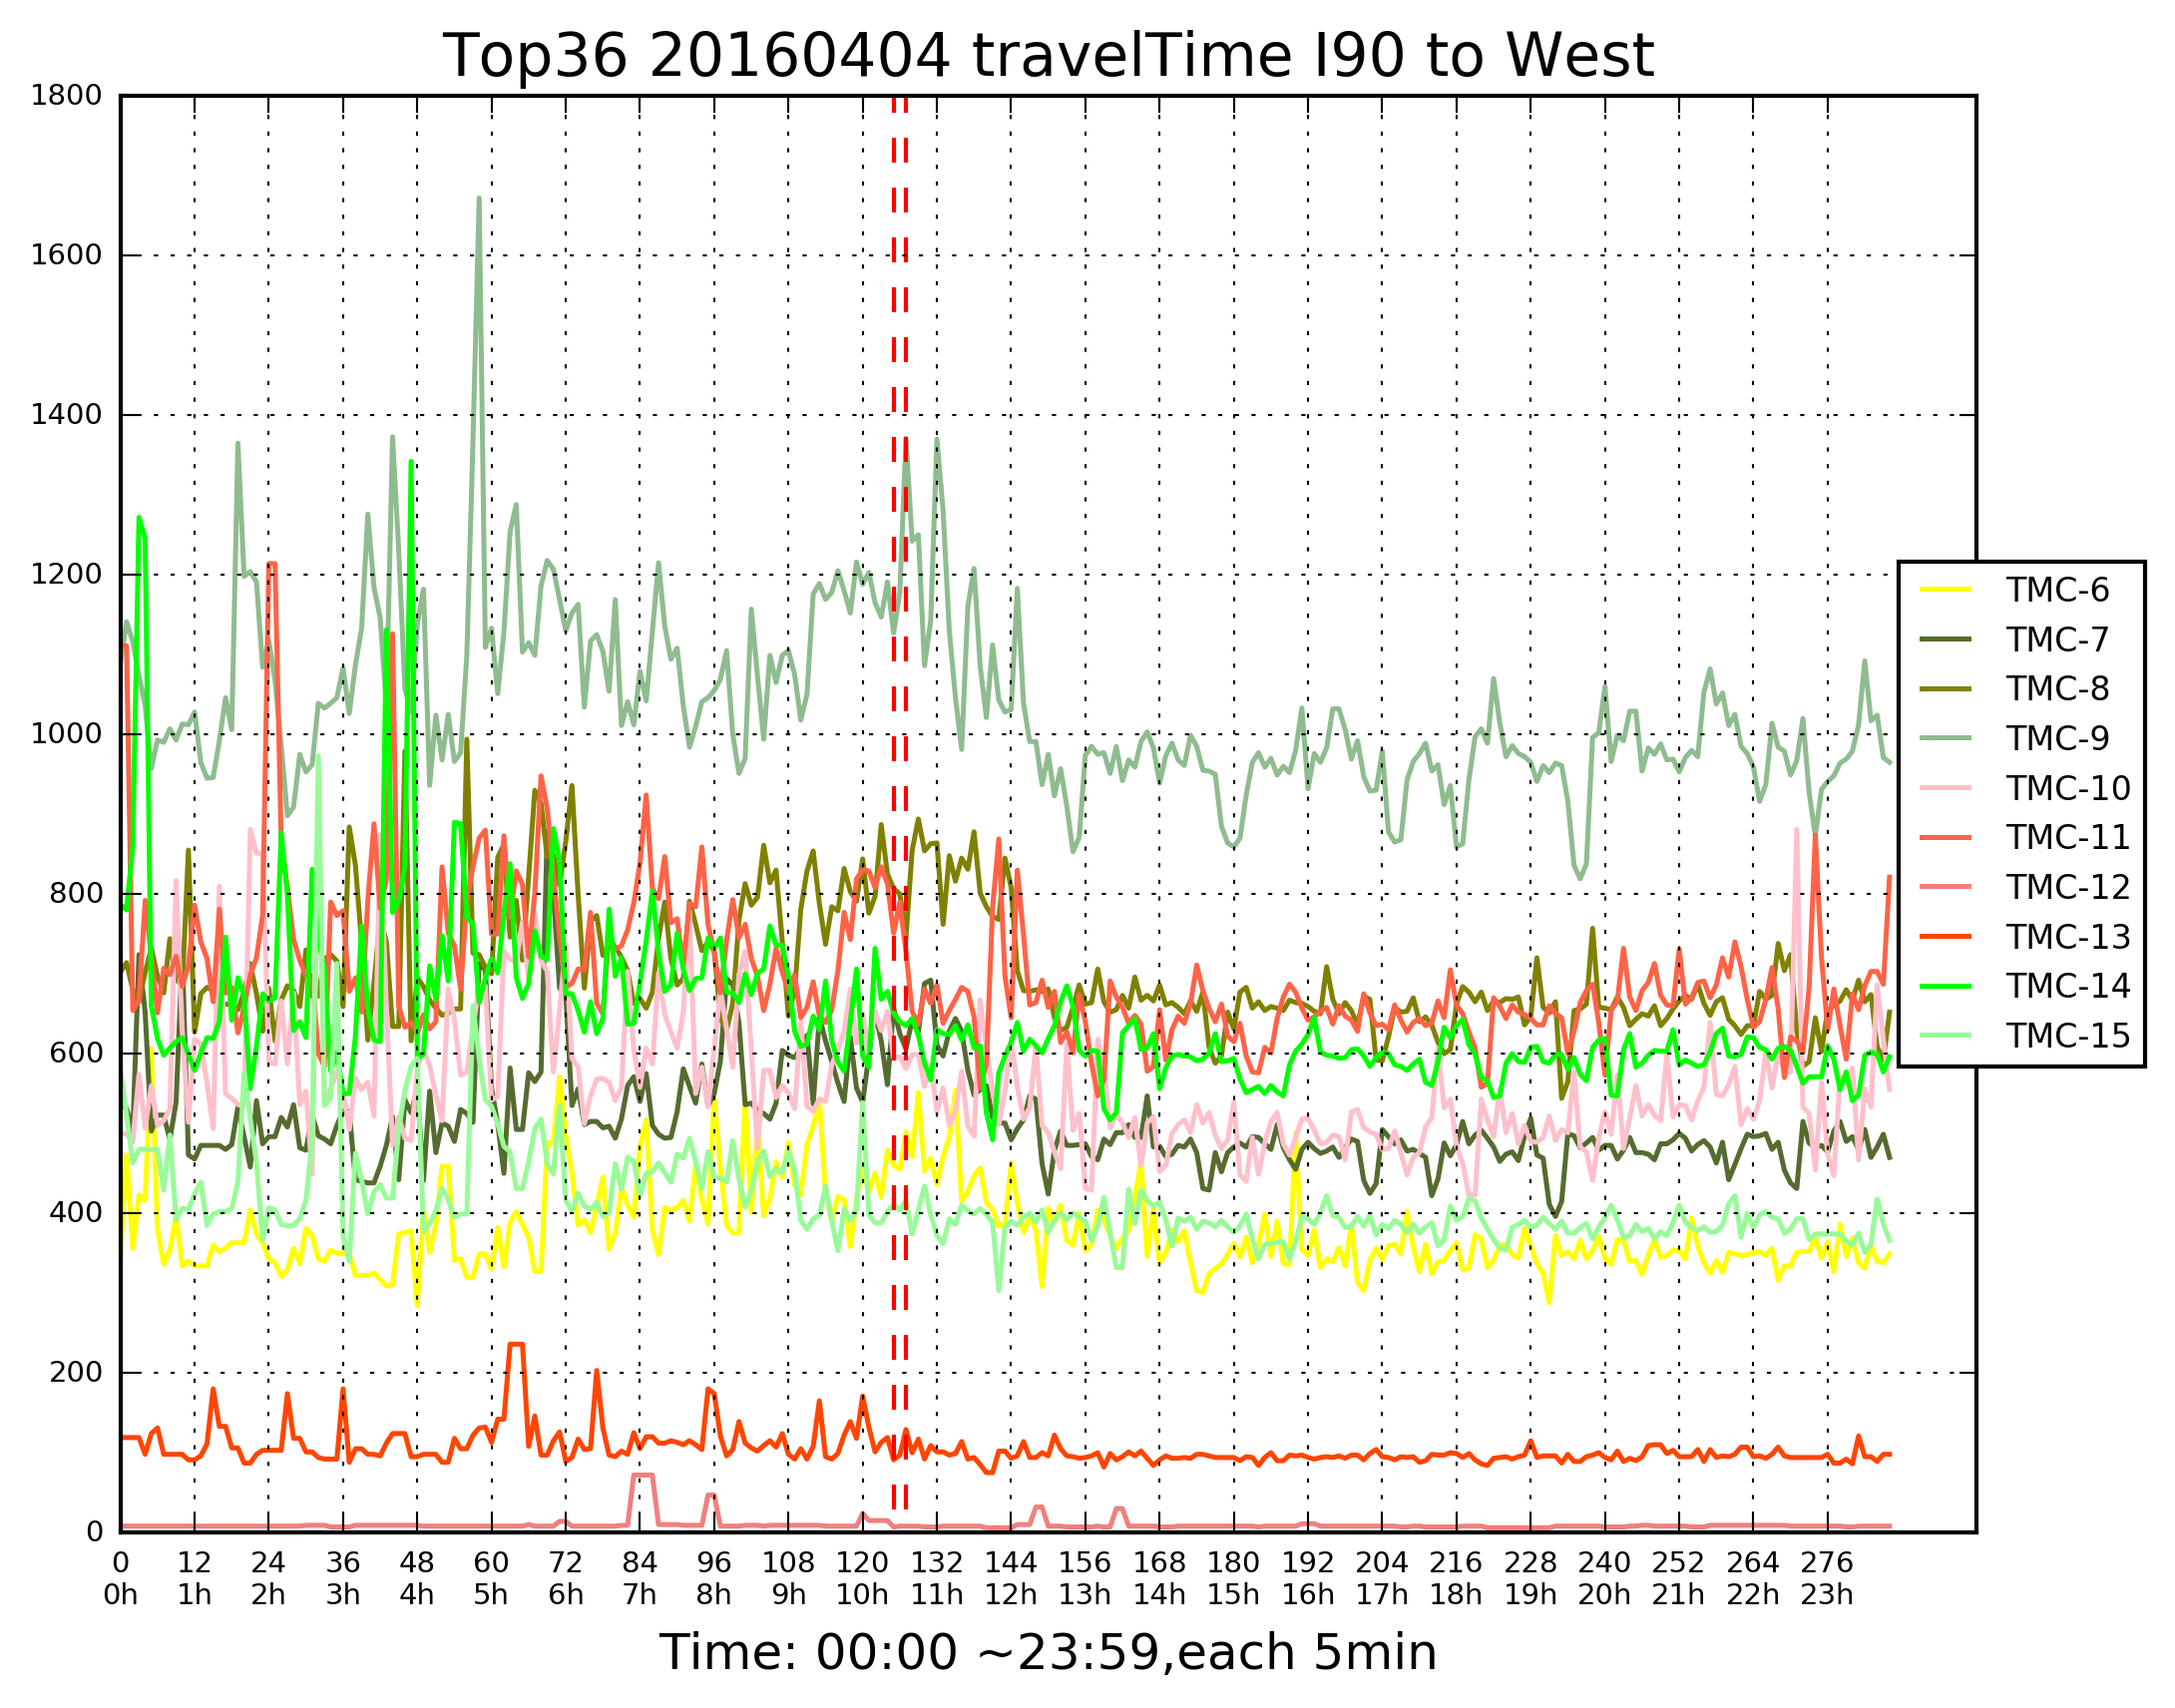 Top36 20160404 travelTime I90 to West
1800
1600
1400
1200
1000
800
600
400
200
0
TMC-6
TMC-7
TMC-8
TMC-9
TMC-10
TMC-11
TMC-12
TMC-13
TMC-14
TMC-15
0 12 24 36 48 60 72 84 96 108 120 132 144 156 168 180 192 204 216 228 240 252 264 276
0h 1h 2h 3h 4h 5h 6h 7h 8h 9h 10h 11h 12h 13h 14h 15h 16h 17h 18h 19h 20h 21h 22h 23h
Time: 00:00 ~23:59,each 5min